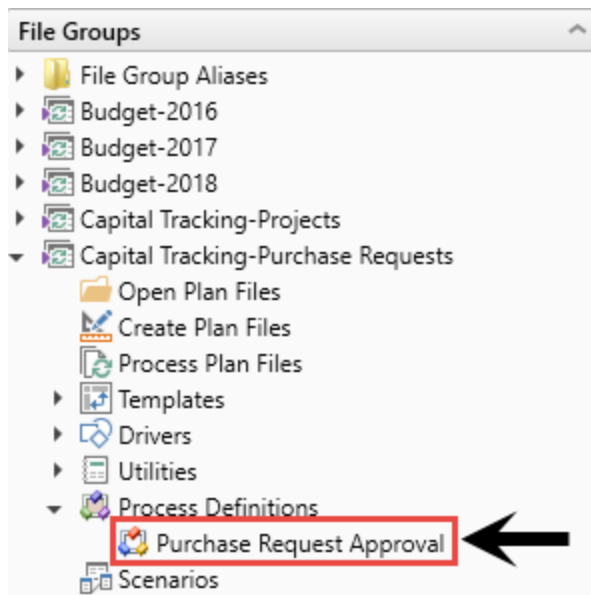 File Groups
File Group Aliases
Budget-2016
Budget-2017
Budget-2018
Capital Tracking-Projects
Capital Tracking-Purchase Requests
Open Plan Files
Create Plan Files
Process Plan Files
Templates
Drivers
Utilities
Process Definitions
Purchase Request Approval
Scenarios